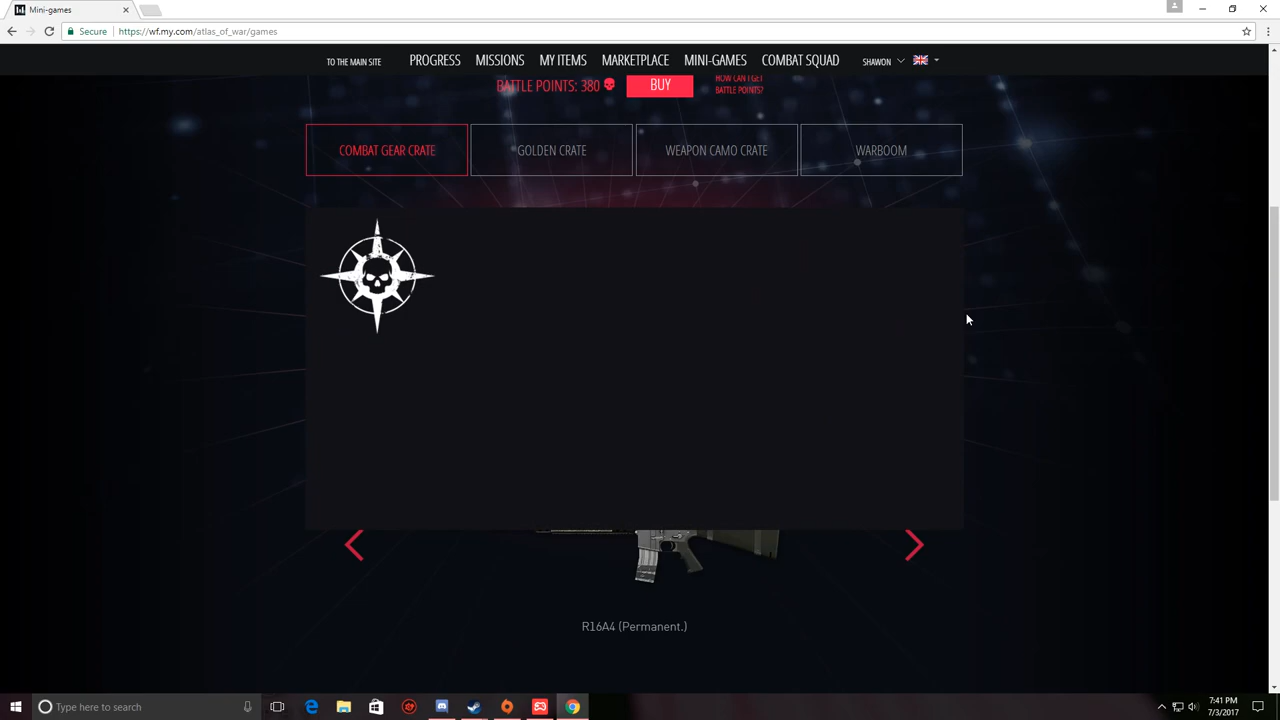 Mini-games
Secure
https://wf.my.com/atlas_of_war/games
TO THE MAIN SITE
PROGRESS
MISSIONS
MY ITEMS
MARKETPLACE
MINI-GAMES
COMBAT SQUAD
SHAWON
BATTLE POINTS: 380
BUY
HOW CAN I GET
BATTLE POINTS?
COMBAT GEAR CRATE
GOLDEN CRATE
WEAPON CAMO CRATE
WARBOOM
R16A4 (Permanent.)
Type here to search
7:41 PM
7/3/2017